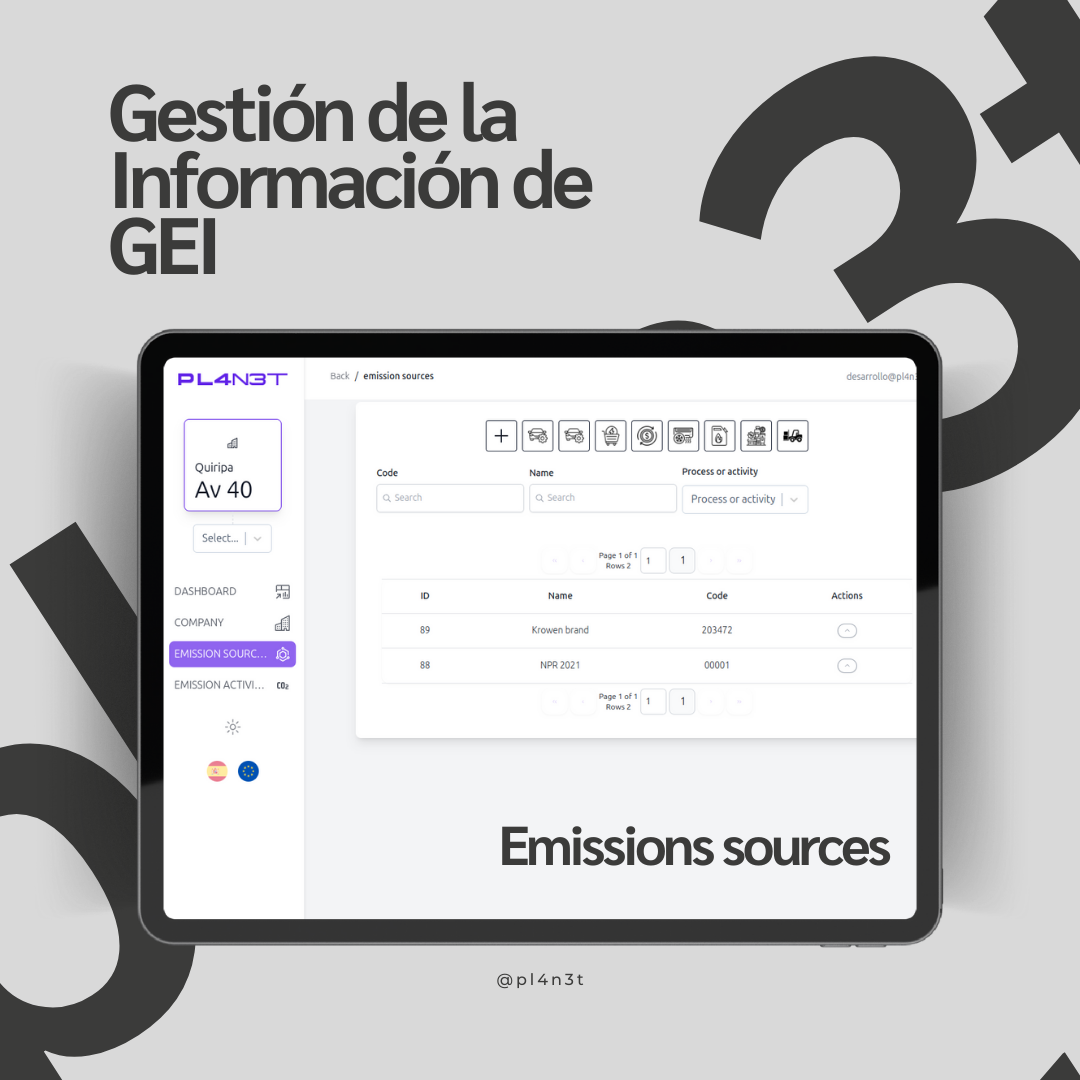 Gestión de la
Información de
GEI
PL4N3T
Back / emission sources
desarrollo@pl4n
Quiripa
Av 40
Select...
DASHBOARD
COMPANY
EMISSION SOURC...
EMISSION ACTIVI...
CO₂
Code
Name
Process or activity
Search
Search
Process or activity
Page 1 of 1
Rows 2
1
1
ID
Name
Code
Actions
89
Krowen brand
203472
88
NPR 2021
00001
Page 1 of 1
Rows 2
1
1
Emissions sources
@pl4n3t